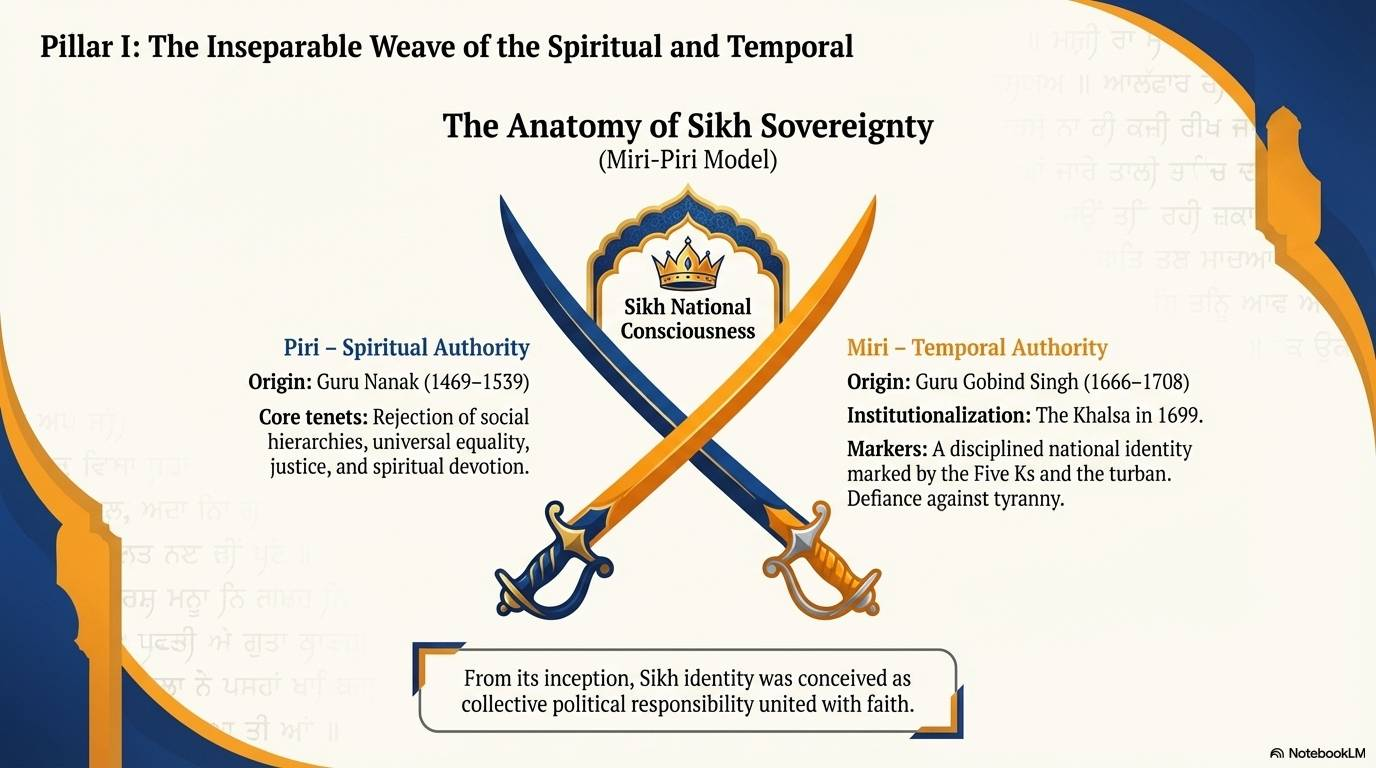 Pillar I: The Inseparable Weave of the Spiritual and Temporal
The Anatomy of Sikh Sovereignty
(Miri-Piri Model)
Sikh National
Consciousness
Piri – Spiritual Authority
Origin: Guru Nanak (1469–1539)
Core tenets: Rejection of social
hierarchies, universal equality,
justice, and spiritual devotion.
Miri – Temporal Authority
Origin: Guru Gobind Singh (1666–1708)
Institutionalization: The Khalsa in 1699.
Markers: A disciplined national identity
marked by the Five Ks and the turban.
Defiance against tyranny.
From its inception, Sikh identity was conceived as
collective political responsibility united with faith.
NotebookLM